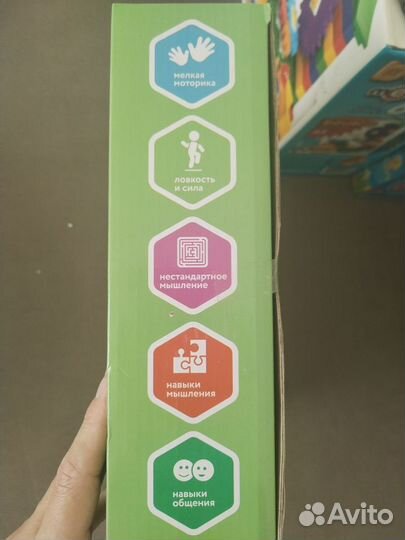 мелкая
моторика
ловкость
и сила
нестандартное
мышление
навыки
мышления
навыки
общения
Avito